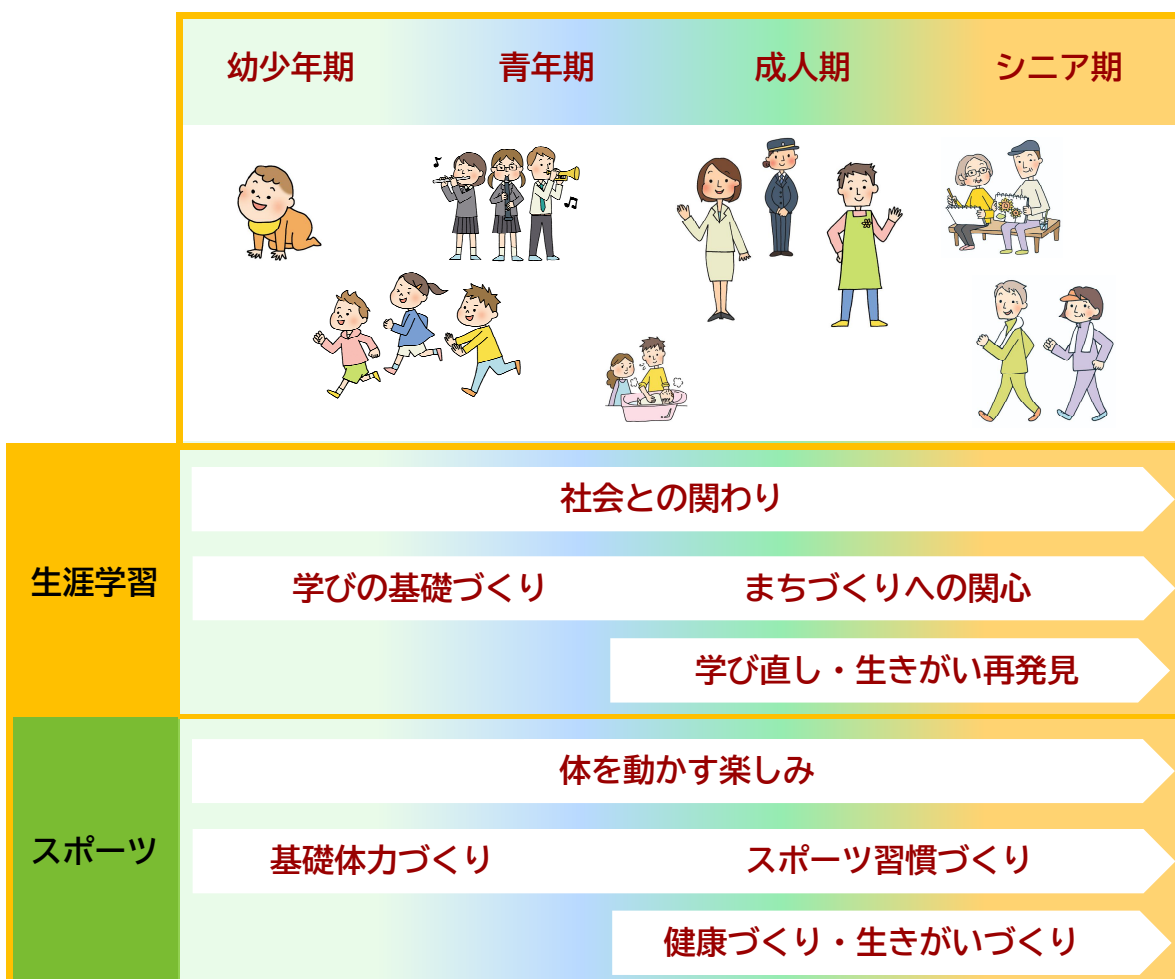 幼少年期 青年期 成人期 シニア期
生涯学習
社会との関わり
学びの基礎づくり まちづくりへの関心
学び直し・生きがい再発見
スポーツ
体を動かす楽しみ
基礎体力づくり スポーツ習慣づくり
健康づくり・生きがいづくり